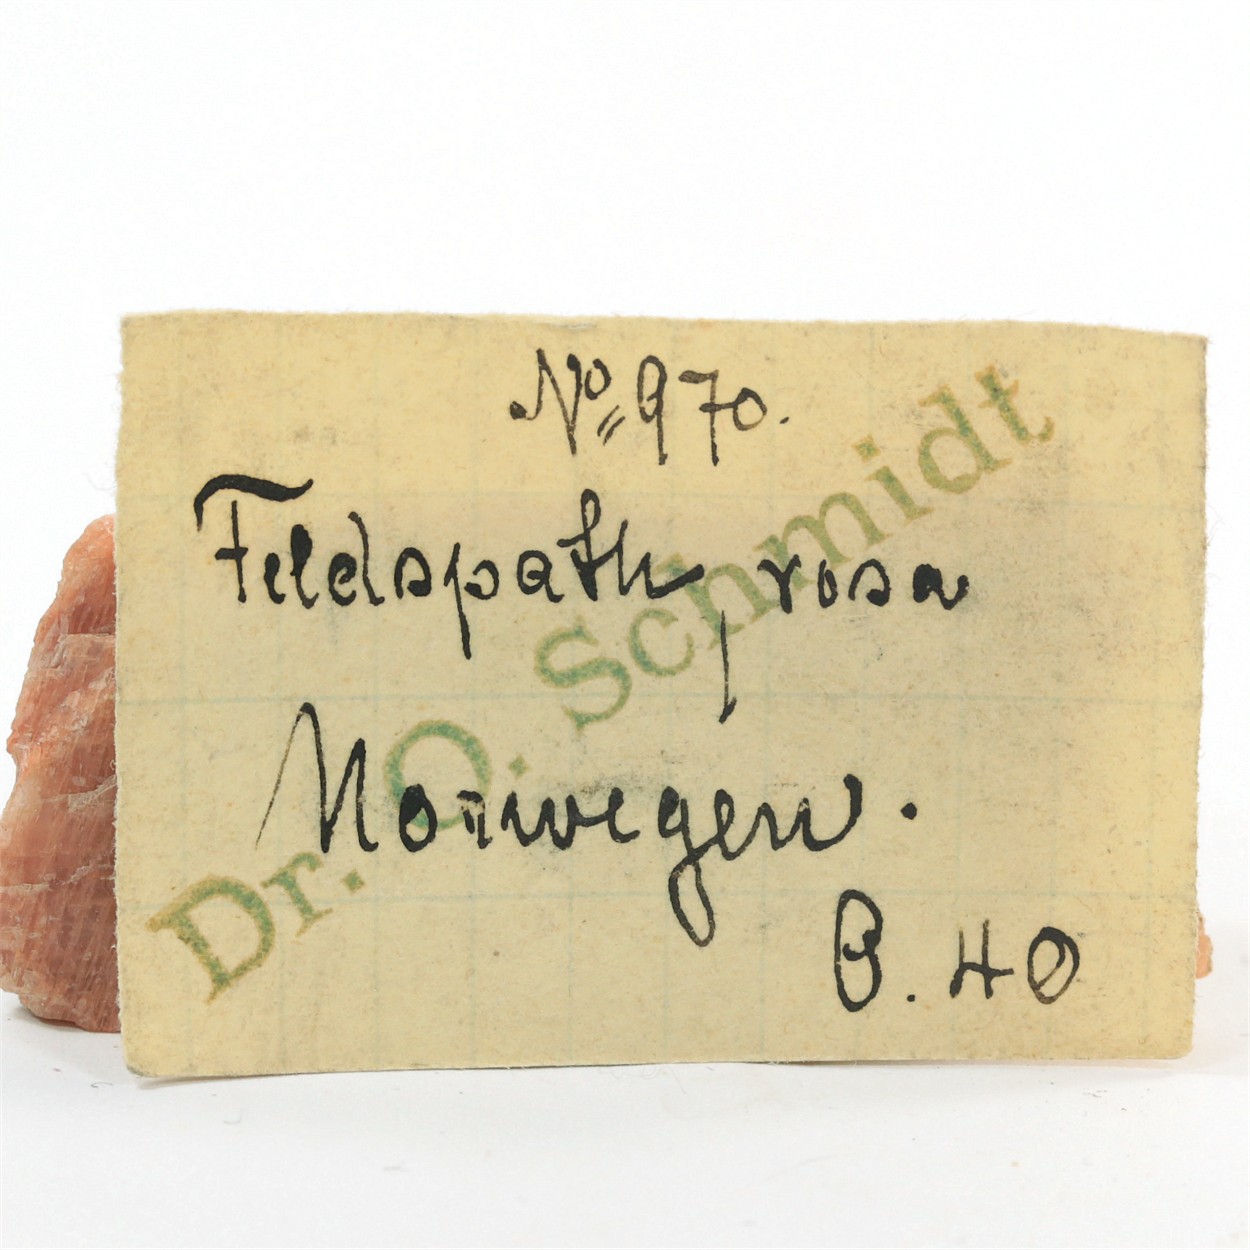 No 970.
Feldspath, rosa
Norwegen.
B. 40
Dr. O. Schmidt